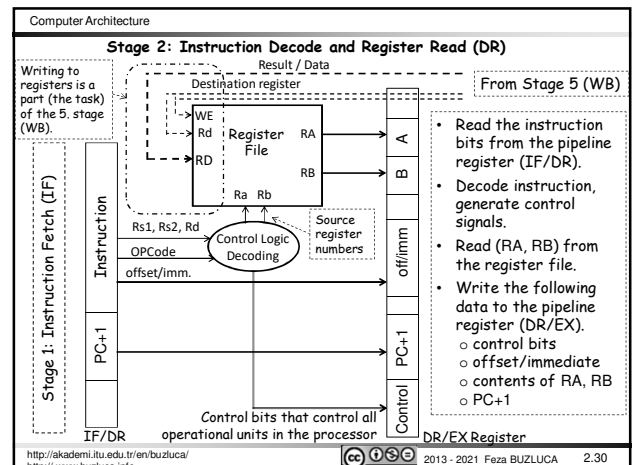 Computer Architecture
Stage 2: Instruction Decode and Register Read (DR)
Writing to
registers is a
part (the task)
of the 5. stage
(WB).
Result / Data
Destination register
From Stage 5 (WB)
WE
Rd
RD
Register
File
RA
RB
Ra Rb
A
B
Source
register
numbers
Stage 1: Instruction Fetch (IF)
Instruction
Rs1, Rs2, Rd
OPCode
offset/imm.
Control Logic
Decoding
off/imm
PC+1
PC+1
Control
Control bits that control all
operational units in the processor
IF/DR
DR/EX Register
• Read the instruction
bits from the pipeline
register (IF/DR).
• Decode instruction,
generate control
signals.
• Read (RA, RB) from
the register file.
• Write the following
data to the pipeline
register (DR/EX).
o control bits
o offset/immediate
o contents of RA, RB
o PC+1
http://akademi.itu.edu.tr/en/buzluca/
http://www.buzluca.info
cc
2013 - 2021 Feza BUZLUCA
2.30